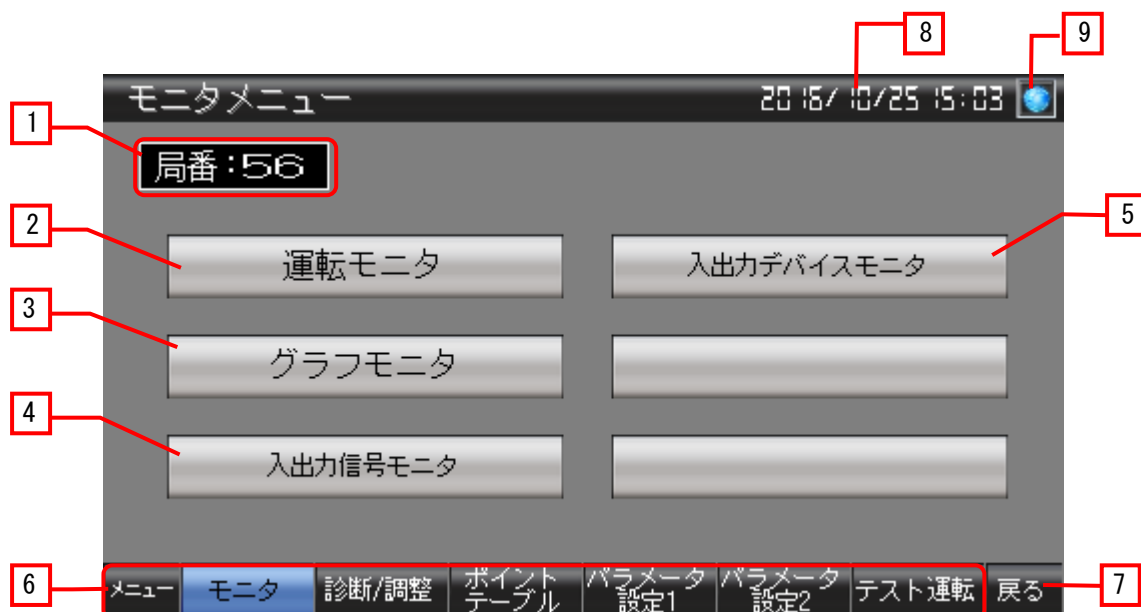 8
9
モニタメニュー
2016/10/25 15:03
1
局番:56
2
運転モニタ
入出力デバイスモニタ
5
3
グラフモニタ
4
入出力信号モニタ
6
メニュー
モニタ
診断/調整
ポイント
テーブル
パラメータ
設定1
パラメータ
設定2
テスト運転
戻る
7